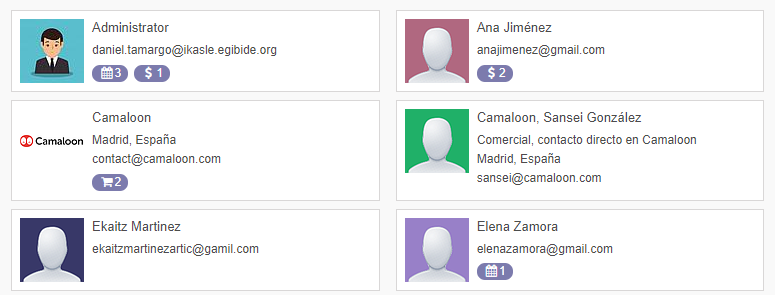 Administrator
daniel.tamargo@ikasle.egibide.org
3
$ 1
Ana Jiménez
anajimenez@gmail.com
$ 2
Camaloon
Camaloon
Madrid, España
contact@camaloon.com
2
Camaloon, Sansei González
Comercial, contacto directo en Camaloon
Madrid, España
sansei@camaloon.com
Ekaitz Martinez
ekaitzmartinezartic@gamil.com
Elena Zamora
elenazamora@gmail.com
1